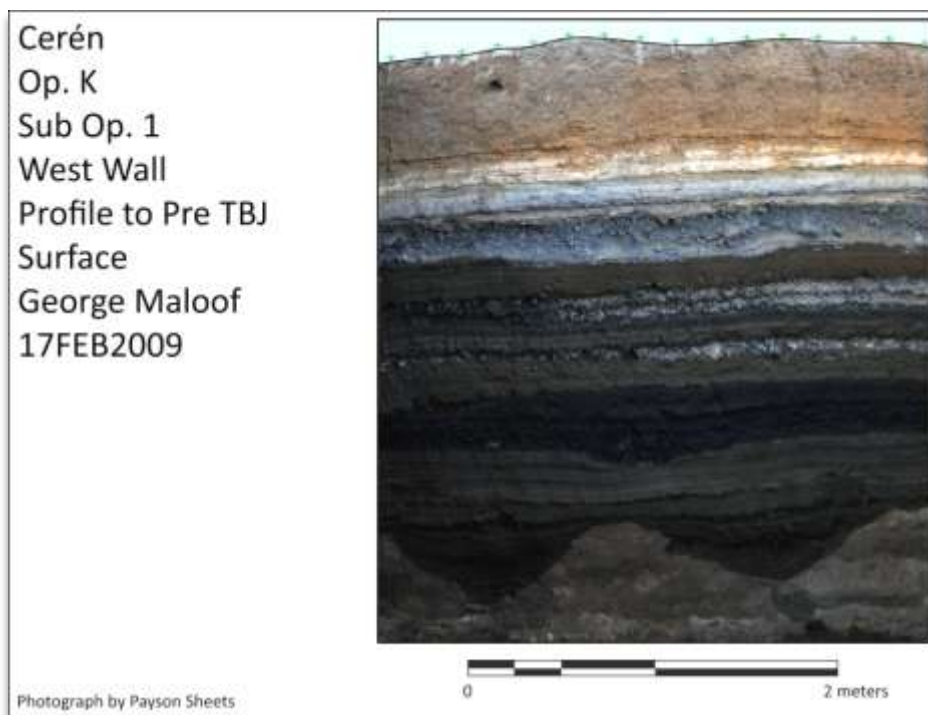 Cerén
Op. K
Sub Op. 1
West Wall
Profile to Pre TBJ
Surface
George Maloof
17FEB2009
0 2 meters
Photograph by Payson Sheets